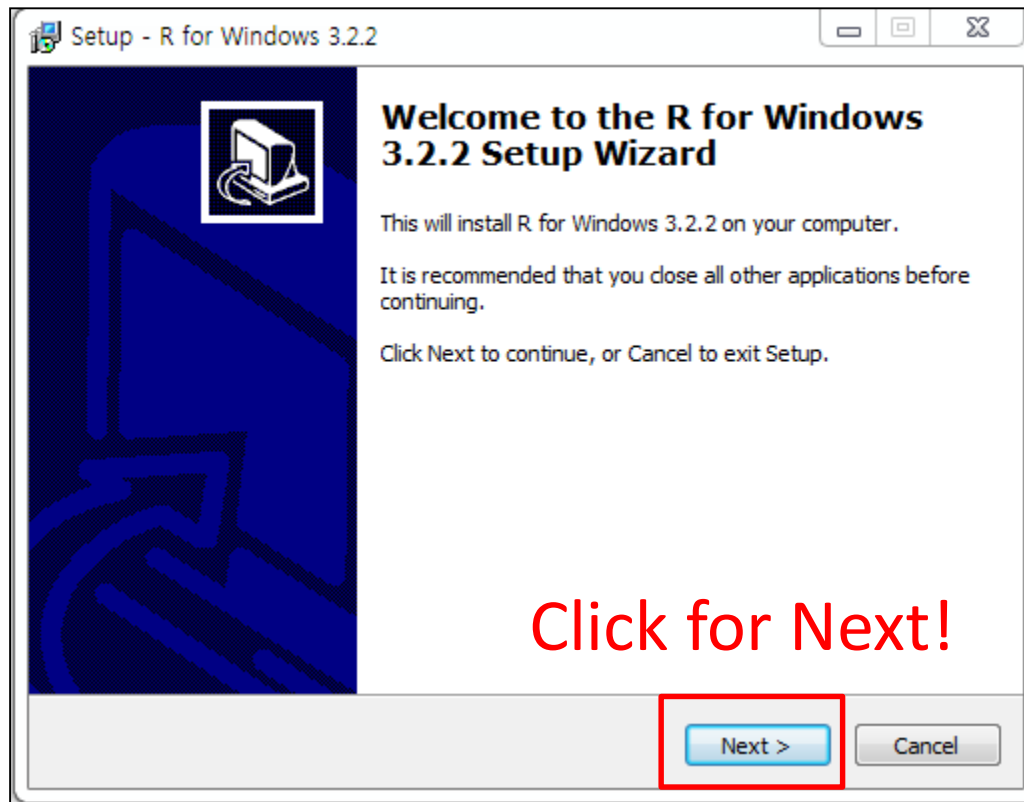 Setup - R for Windows 3.2.2
Welcome to the R for Windows
3.2.2 Setup Wizard
This will install R for Windows 3.2.2 on your computer.
It is recommended that you close all other applications before
continuing.
Click Next to continue, or Cancel to exit Setup.
Click for Next!
Next >
Cancel